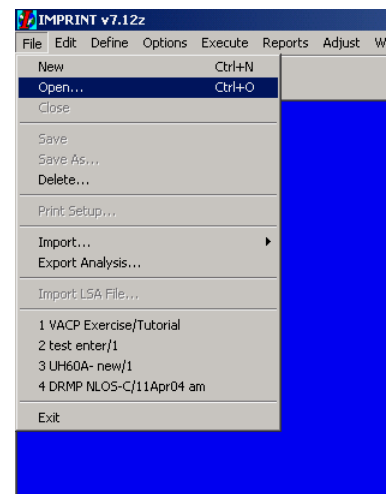 IMPRINT v7.12z
File Edit Define Options Execute Reports Adjust W
New Ctrl+N
Open... Ctrl+O
Close
Save
Save As...
Delete...
Print Setup...
Import...
Export Analysis...
Import LSA File...
1 VACP Exercise/Tutorial
2 test enter/1
3 UH60A- new/1
4 DRMP NLOS-C/11Apr04 am
Exit